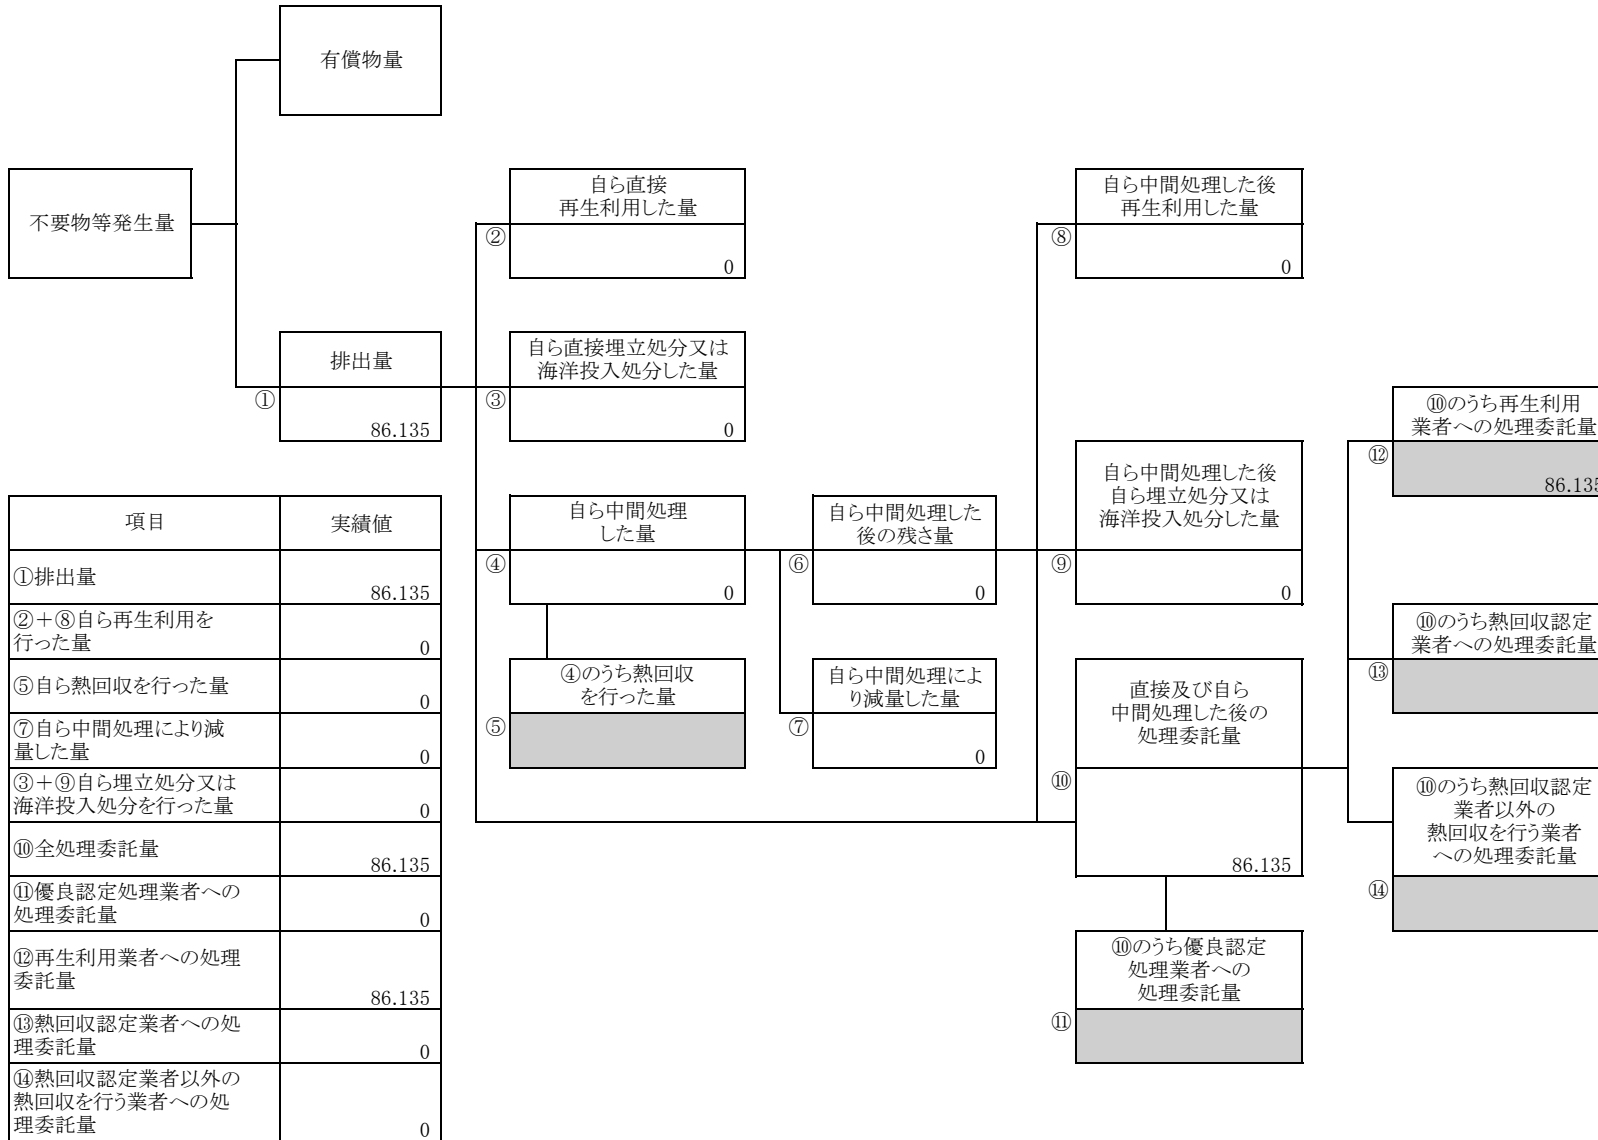 有償物量
不要物等発生量
排出量
①
86.135
自ら直接
再生利用した量
②
0
自ら直接埋立処分又は
海洋投入処分した量
③
0
自ら中間処理
した量
④
0
④のうち熱回収
を行った量
⑤
自ら中間処理した
後の残さ量
⑥
0
自ら中間処理によ
り減量した量
⑦
0
自ら中間処理した後
再生利用した量
⑧
0
自ら中間処理した後
自ら埋立処分又は
海洋投入処分した量
⑨
0
直接及び自ら
中間処理した後の
処理委託量
⑩
86.135
⑩のうち優良認定
処理業者への
処理委託量
⑪
⑩のうち再生利用
業者への処理委託量
⑫
86.135
⑩のうち熱回収認定
業者への処理委託量
⑬
⑩のうち熱回収認定
業者以外の
熱回収を行う業者
への処理委託量
⑭
項目 実績値
①排出量
86.135
②+⑧自ら再生利用を
行った量
0
⑤自ら熱回収を行った量
0
⑦自ら中間処理により減
量した量
0
③+⑨自ら埋立処分又は
海洋投入処分を行った量
0
⑩全処理委託量
86.135
⑪優良認定処理業者への
処理委託量
0
⑫再生利用業者への処理
委託量
86.135
⑬熱回収認定業者への処
理委託量
0
⑭熱回収認定業者以外の
熱回収を行う業者への処
理委託量
0